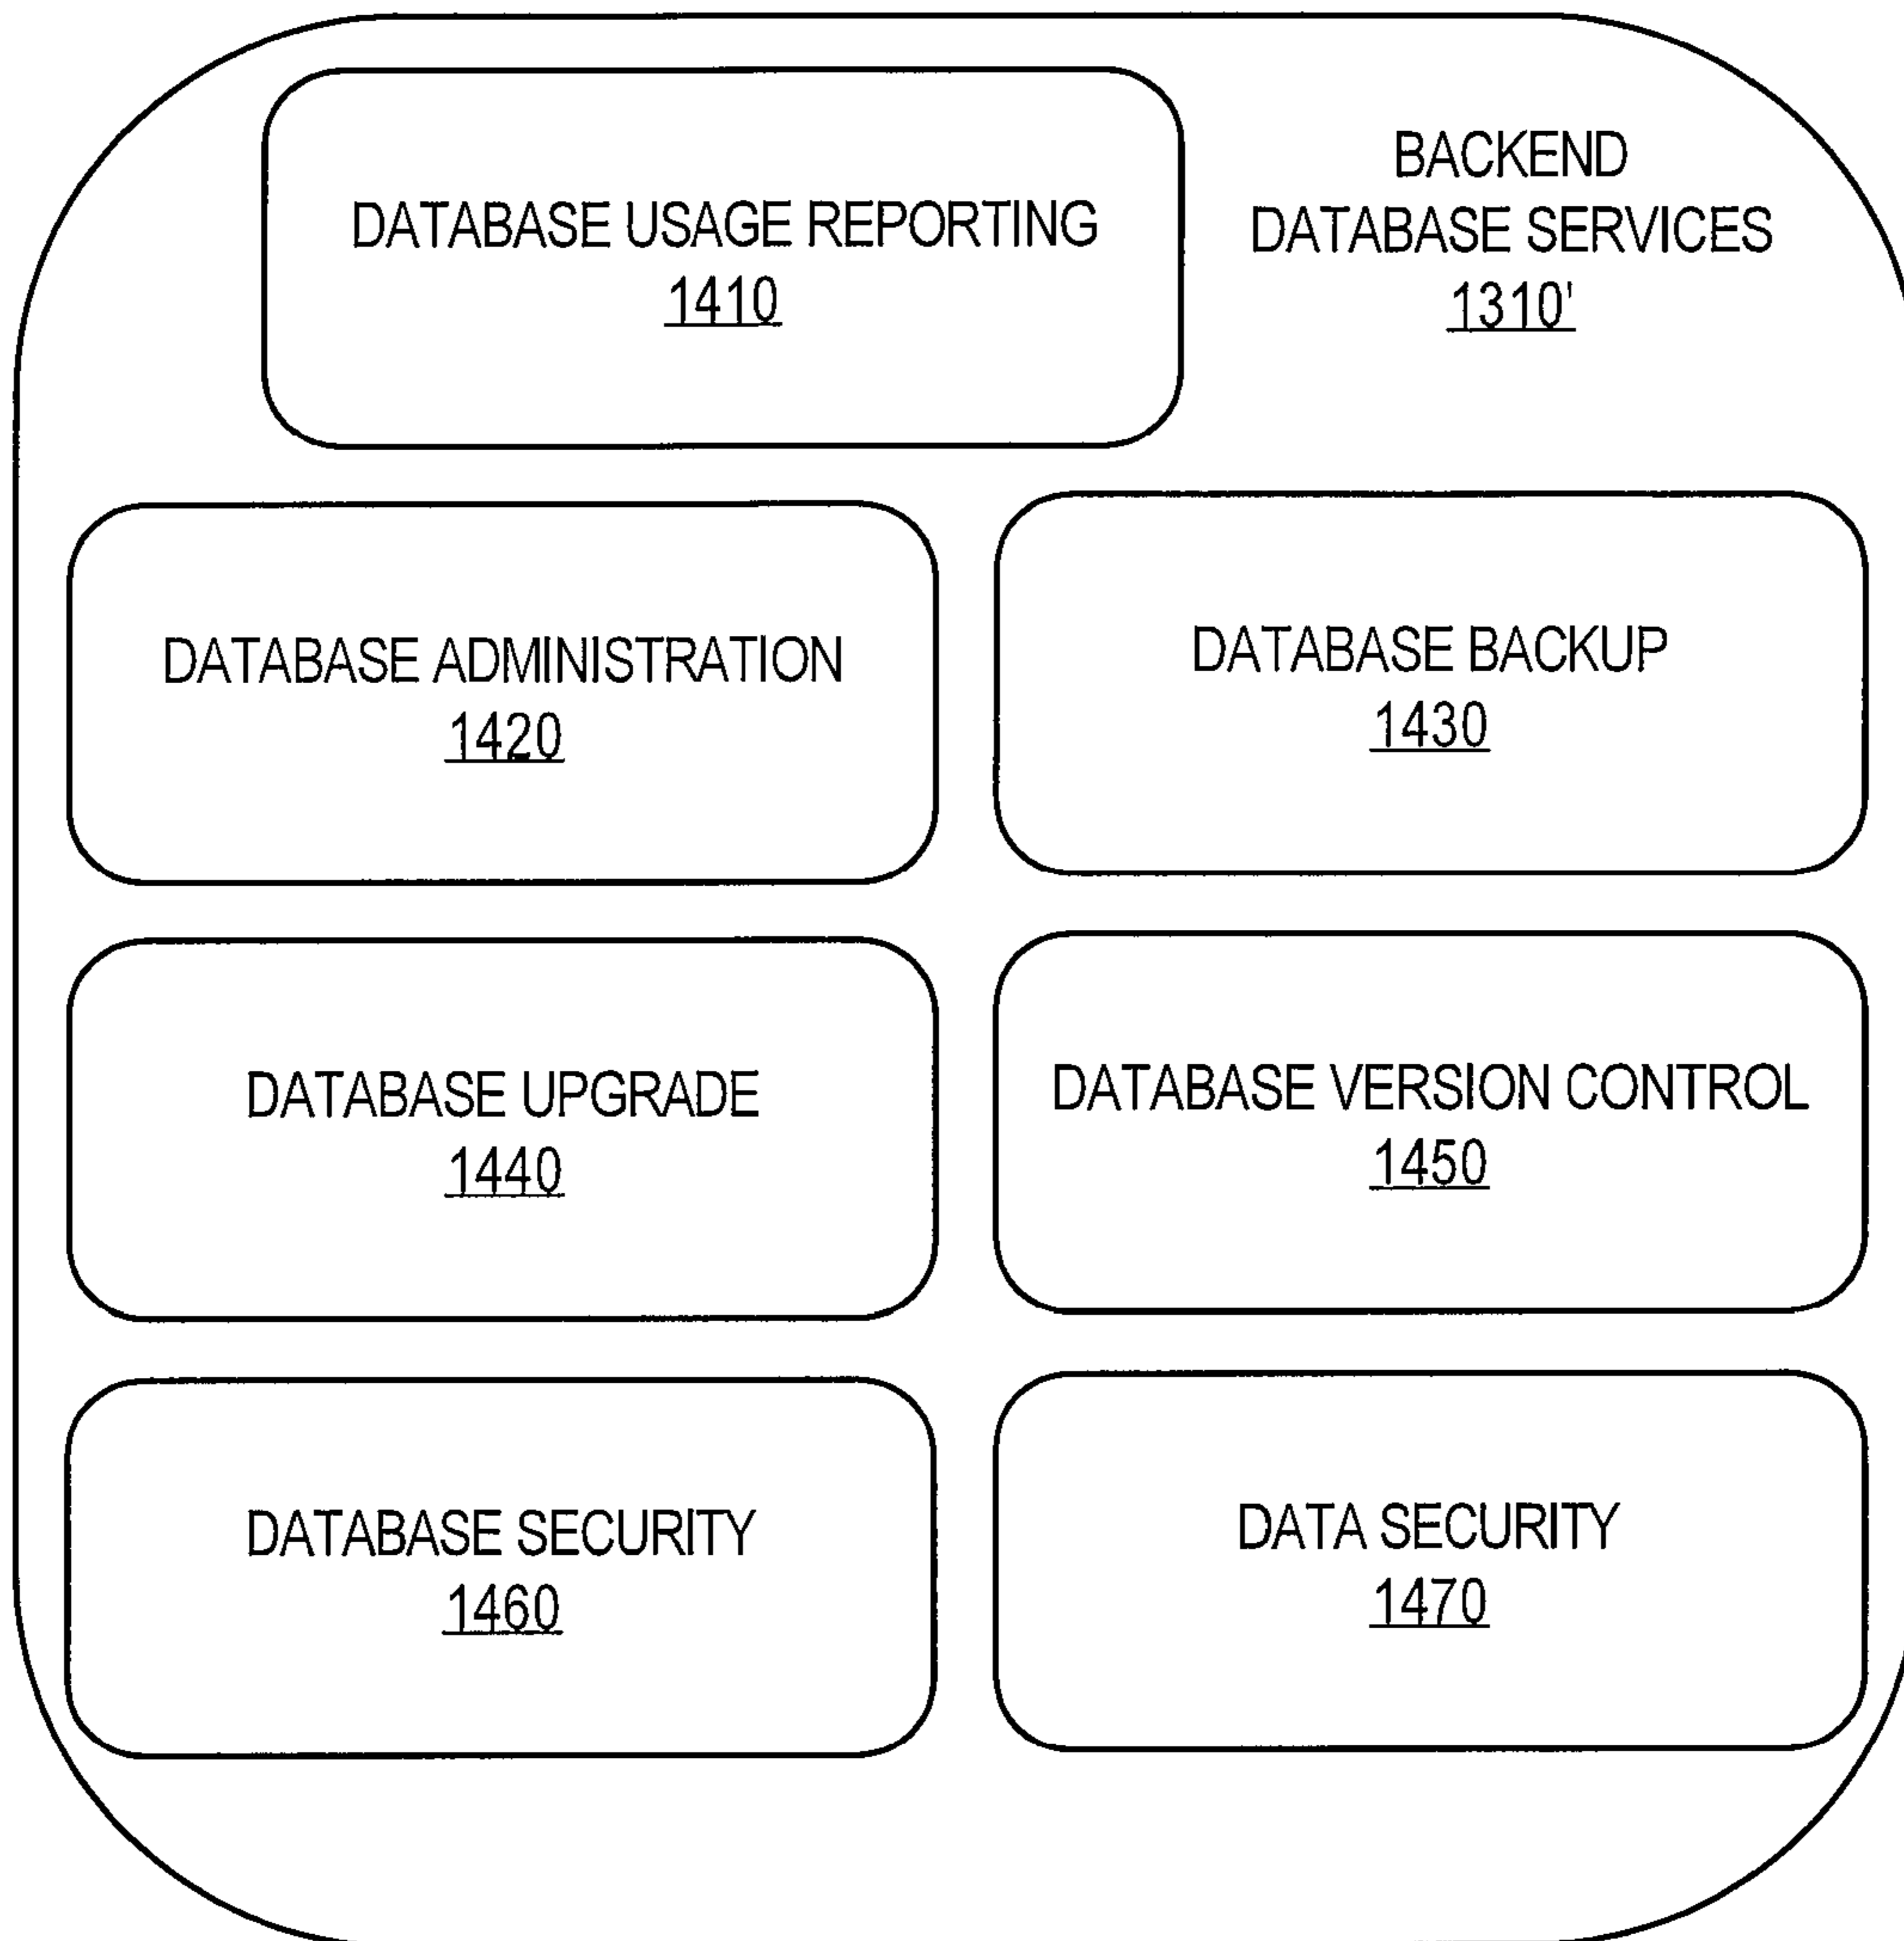 DATABASE USAGE REPORTING
1410
BACKEND
DATABASE SERVICES
1310'
DATABASE ADMINISTRATION
1420
DATABASE BACKUP
1430
DATABASE UPGRADE
1440
DATABASE VERSION CONTROL
1450
DATABASE SECURITY
1460
DATA SECURITY
1470